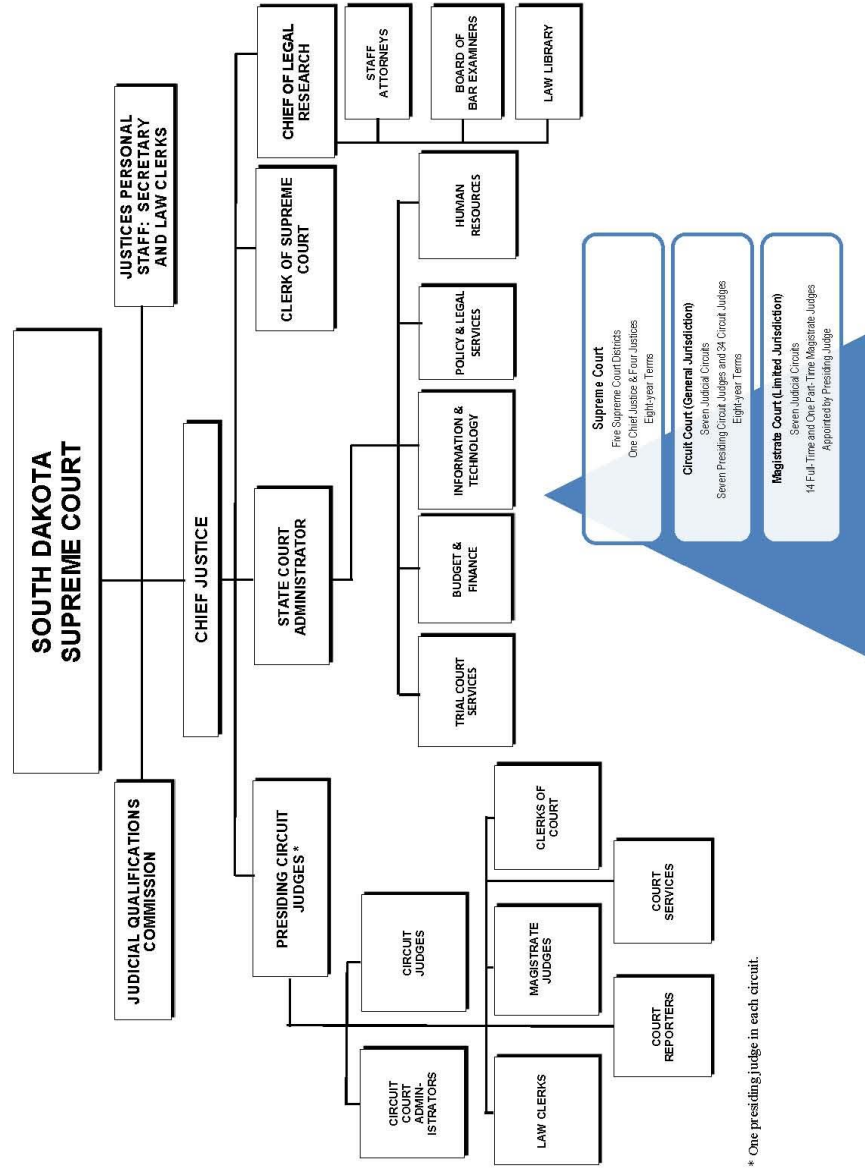 SOUTH DAKOTA
SUPREME COURT
JUDICIAL QUALIFICATIONS
COMMISSION
JUSTICES PERSONAL
STAFF: SECRETARY
AND LAW CLERKS
CHIEF JUSTICE
PRESIDING CIRCUIT
JUDGES *
STATE COURT
ADMINISTRATOR
CLERK OF SUPREME
COURT
CHIEF OF LEGAL
RESEARCH
STAFF
ATTORNEYS
BOARD OF
BAR EXAMINERS
LAW LIBRARY
CIRCUIT
COURT
ADMIN-
ISTRATORS
CIRCUIT
JUDGES
TRIAL COURT
SERVICES
BUDGET &
FINANCE
INFORMATION &
TECHNOLOGY
POLICY & LEGAL
SERVICES
HUMAN
RESOURCES
LAW CLERKS
MAGISTRATE
JUDGES
CLERKS OF
COURT
COURT
REPORTERS
COURT
SERVICES
Supreme Court
Five Supreme Court Districts
One Chief Justice & Four Justices
Eight-year Terms
Circuit Court (General Jurisdiction)
Seven Judicial Circuits
Seven Presiding Circuit Judges and 34 Circuit Judges
Eight-year Terms
Magistrate Court (Limited Jurisdiction)
Seven Judicial Circuits
14 Full-Time and One Part-Time Magistrate Judges
Appointed by Presiding Judge
* One presiding judge in each circuit.